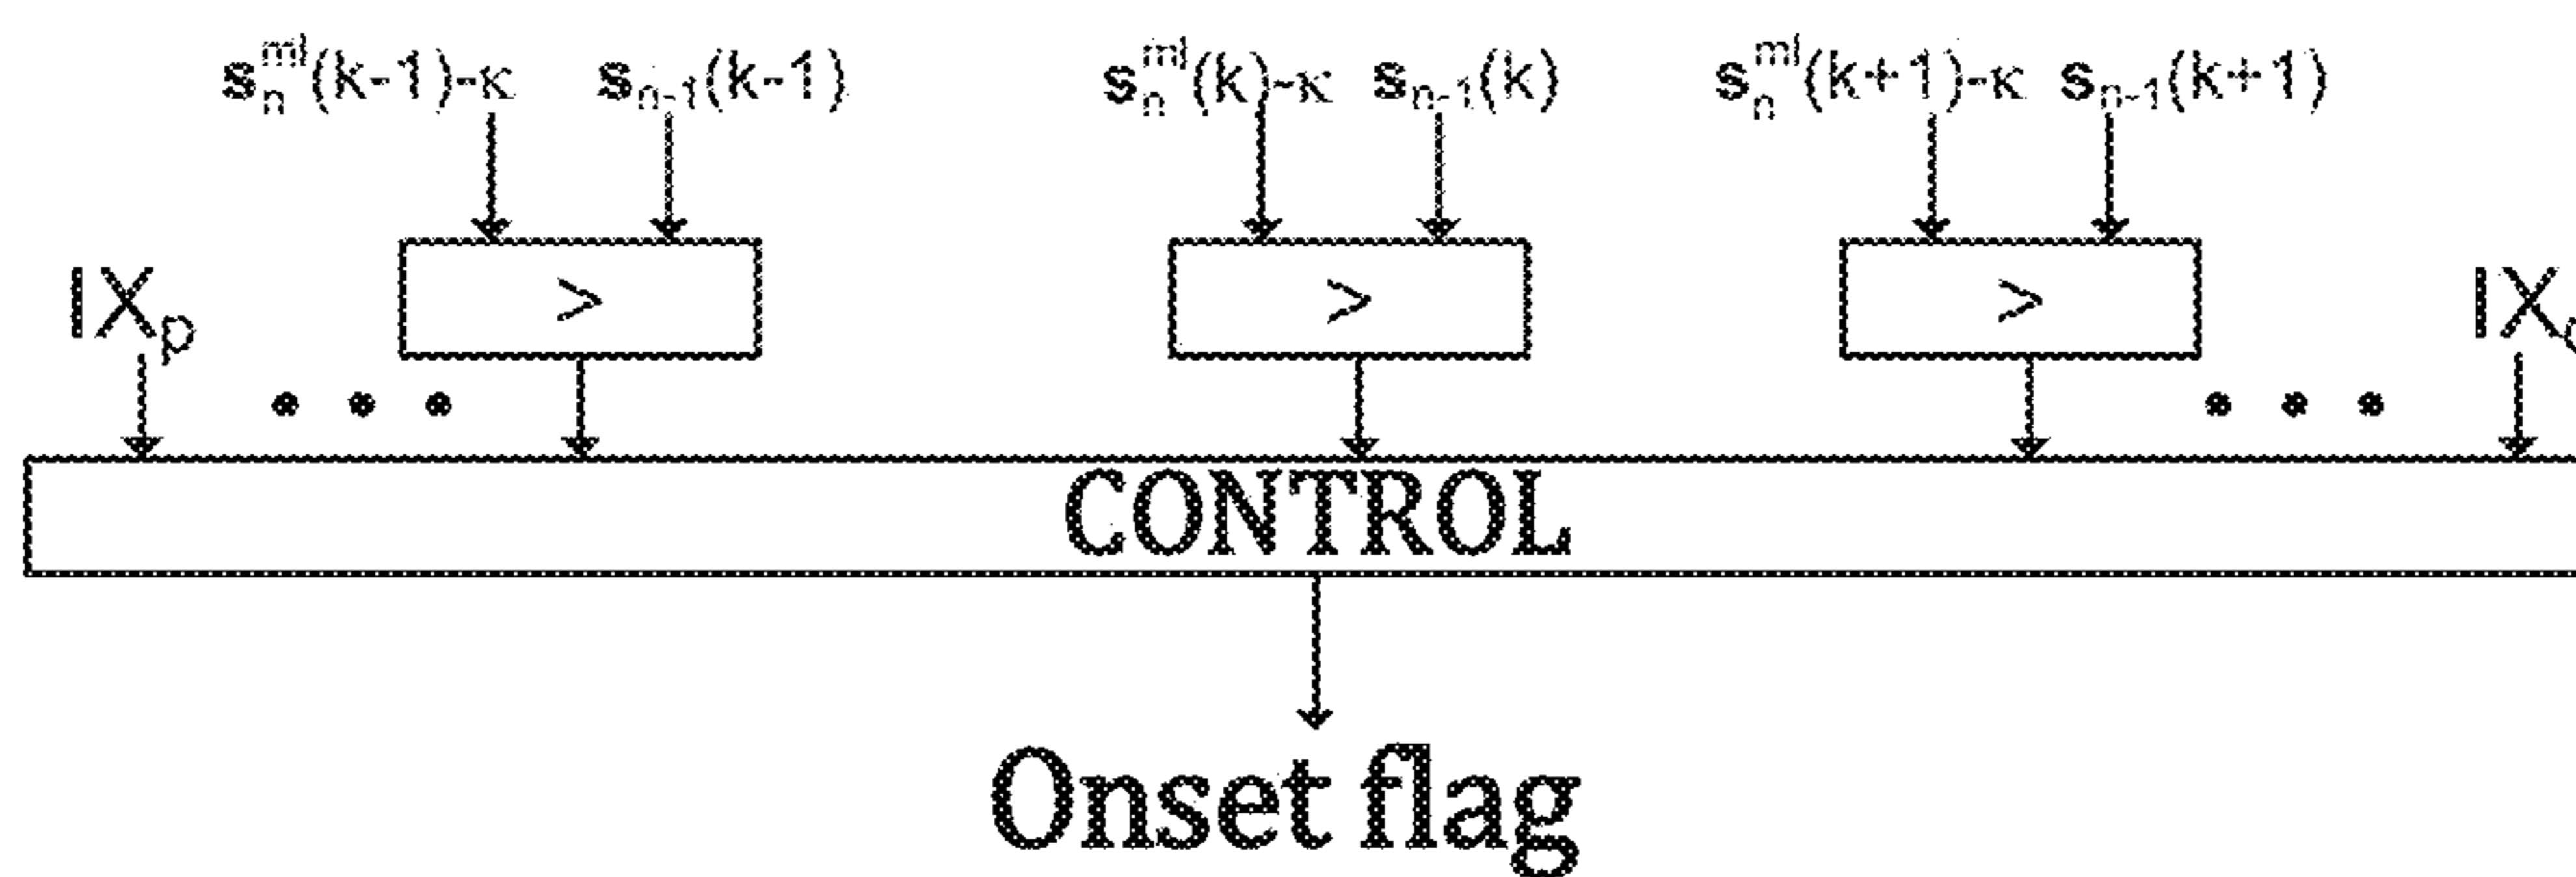 s_n^ml(k-1)-κ s_n-1(k-1) s_n^ml(k)-κ s_n-1(k) s_n^ml(k+1)-κ s_n-1(k+1)
IX_p > > > IX
CONTROL
Onset flag